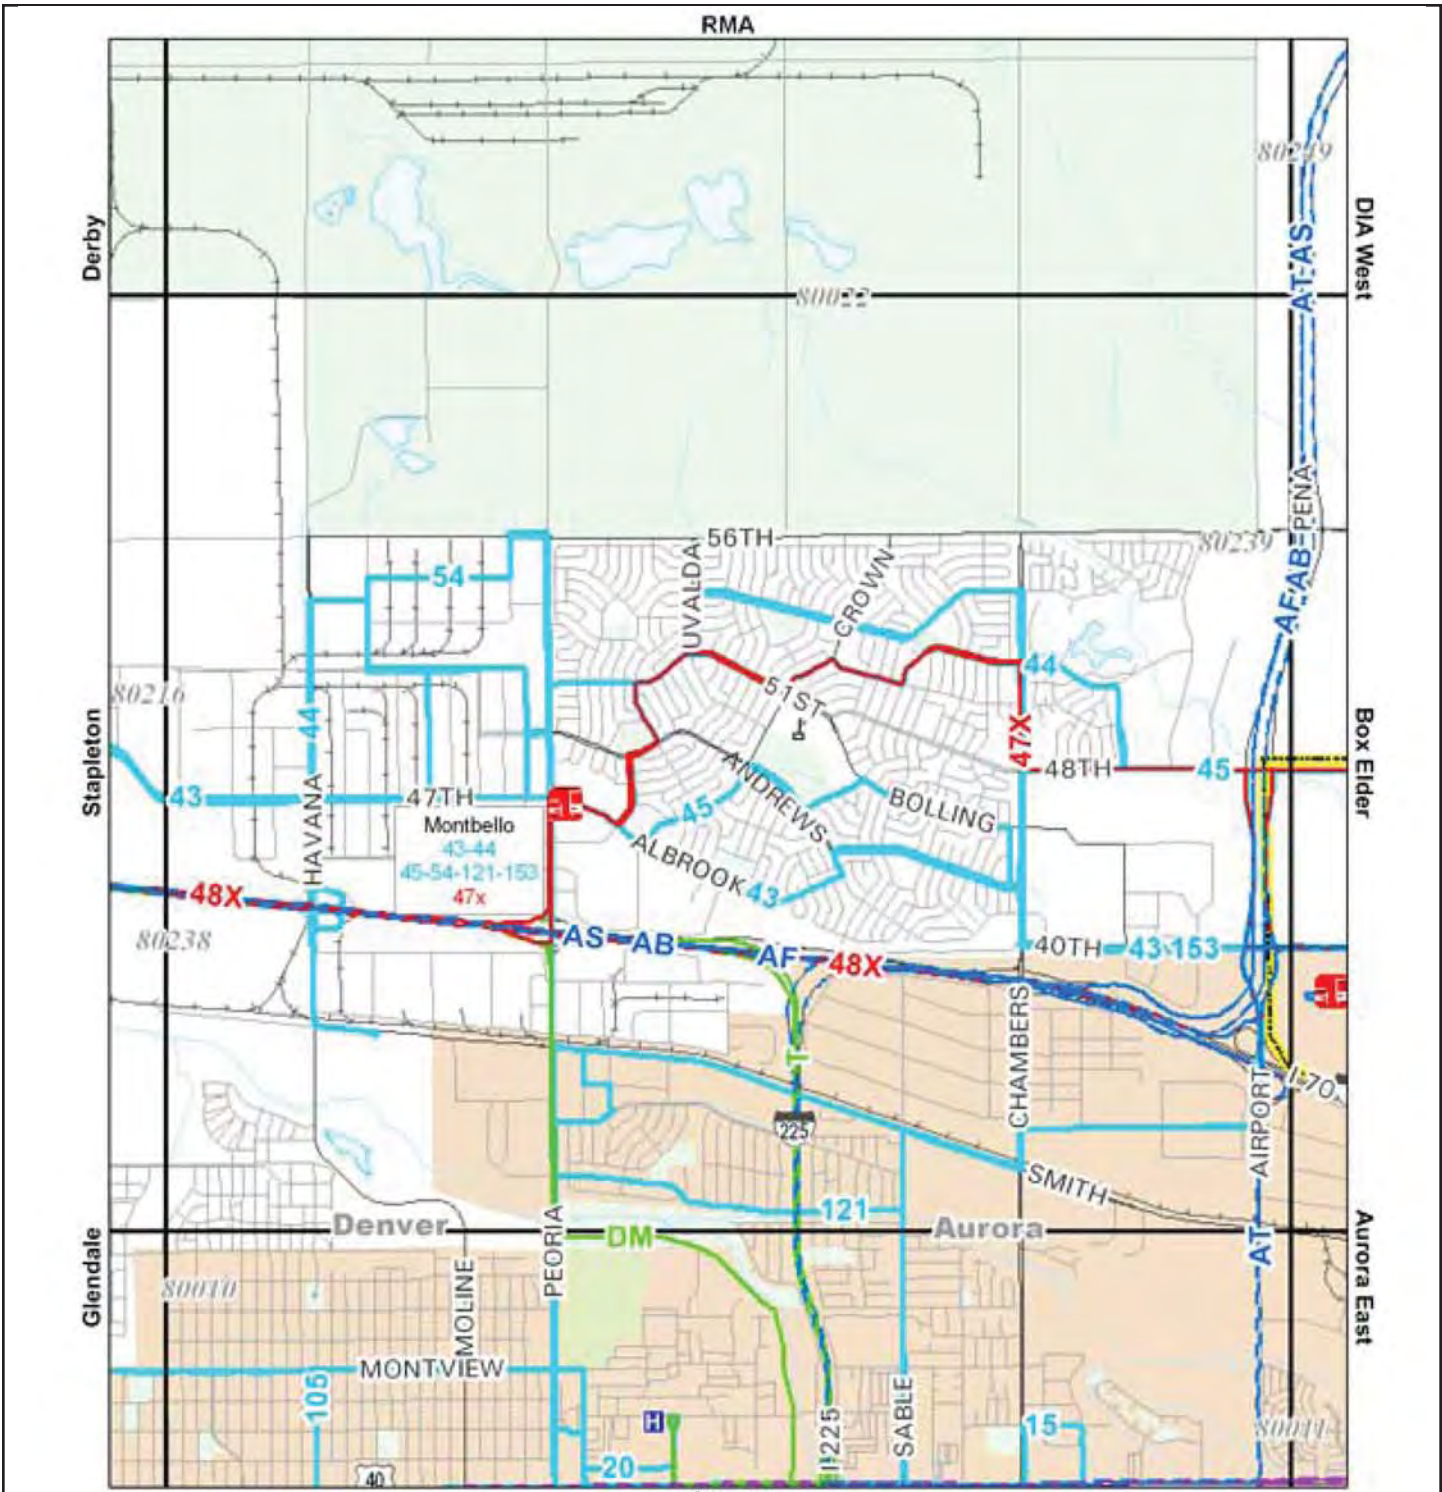 RMA
80249
Derby
DIA West
AT-AS
80022
PENA
56TH
80239
AF-AB
54
UVALDA
CROWN
44
80216
51ST
44
47X
Stapleton
Box Elder
48TH
45
43
HAVANA
47TH
ANDREWS
45
BOLLING
Montbello
43-44
45-54-121-153
47x
ALBROOK
43
48X
80238
AS
AB
AF
48X
40TH
43-153
CHAMBERS
T
I-70
225
AIRPORT
SMITH
121
Denver
DM
Aurora
PEORIA
AT
Glendale
Aurora East
80010
MOLINE
MONTVIEW
105
SABLE
I-225
H
15
80011
20
40